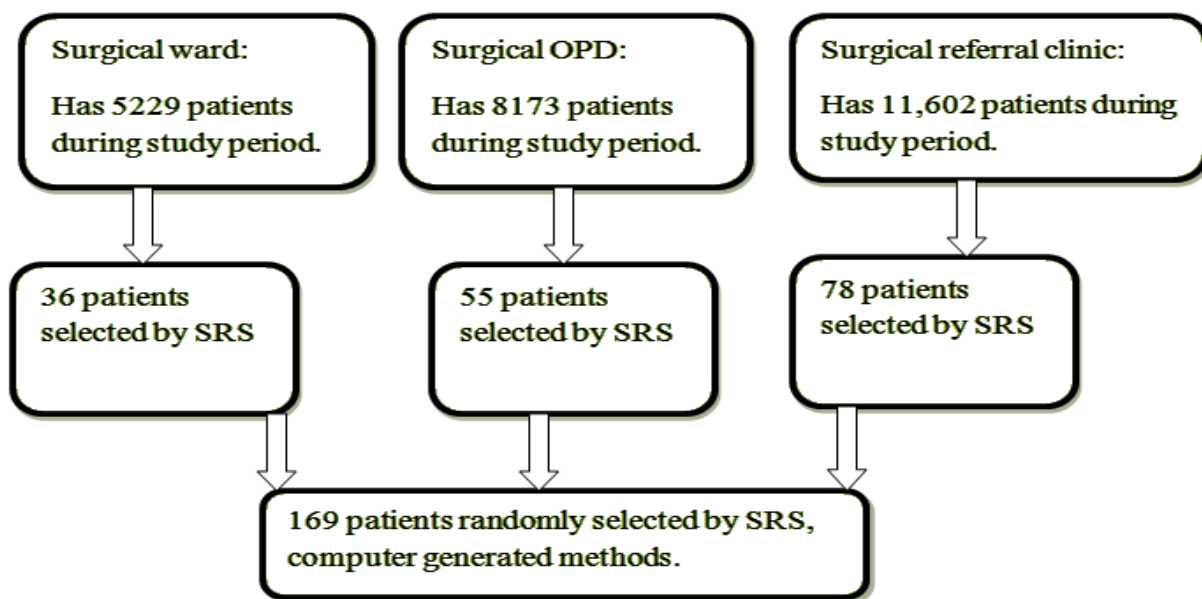 Surgical ward:
Has 5229 patients
during study period.
Surgical OPD:
Has 8173 patients
during study period.
Surgical referral clinic:
Has 11,602 patients during
study period.
36 patients
selected by SRS
55 patients
selected by SRS
78 patients
selected by SRS
169 patients randomly selected by SRS,
computer generated methods.